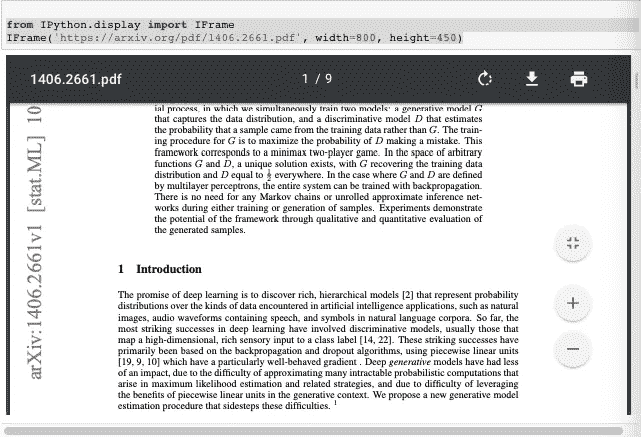 from IPython.display import IFrame
IFrame('https://arxiv.org/pdf/1406.2661.pdf', width=800, height=450)
1406.2661.pdf
1 / 9
arXiv:1406.2661v1 [stat.ML] 10
ial process, in which we simultaneously train two models: a generative model G
that captures the data distribution, and a discriminative model D that estimates
the probability that a sample came from the training data rather than G. The train-
ing procedure for G is to maximize the probability of D making a mistake. This
framework corresponds to a minimax two-player game. In the space of arbitrary
functions G and D, a unique solution exists, with G recovering the training data
distribution and D equal to ½ everywhere. In the case where G and D are defined
by multilayer perceptrons, the entire system can be trained with backpropagation.
There is no need for any Markov chains or unrolled approximate inference net-
works during either training or generation of samples. Experiments demonstrate
the potential of the framework through qualitative and quantitative evaluation of
the generated samples.
1 Introduction
The promise of deep learning is to discover rich, hierarchical models [2] that represent probability
distributions over the kinds of data encountered in artificial intelligence applications, such as natural
images, audio waveforms containing speech, and symbols in natural language corpora. So far, the
most striking successes in deep learning have involved discriminative models, usually those that
map a high-dimensional, rich sensory input to a class label [14, 22]. These striking successes have
primarily been based on the backpropagation and dropout algorithms, using piecewise linear units
[19, 9, 10] which have a particularly well-behaved gradient . Deep generative models have had less
of an impact, due to the difficulty of approximating many intractable probabilistic computations that
arise in maximum likelihood estimation and related strategies, and due to difficulty of leveraging
the benefits of piecewise linear units in the generative context. We propose a new generative model
estimation procedure that sidesteps these difficulties. 1